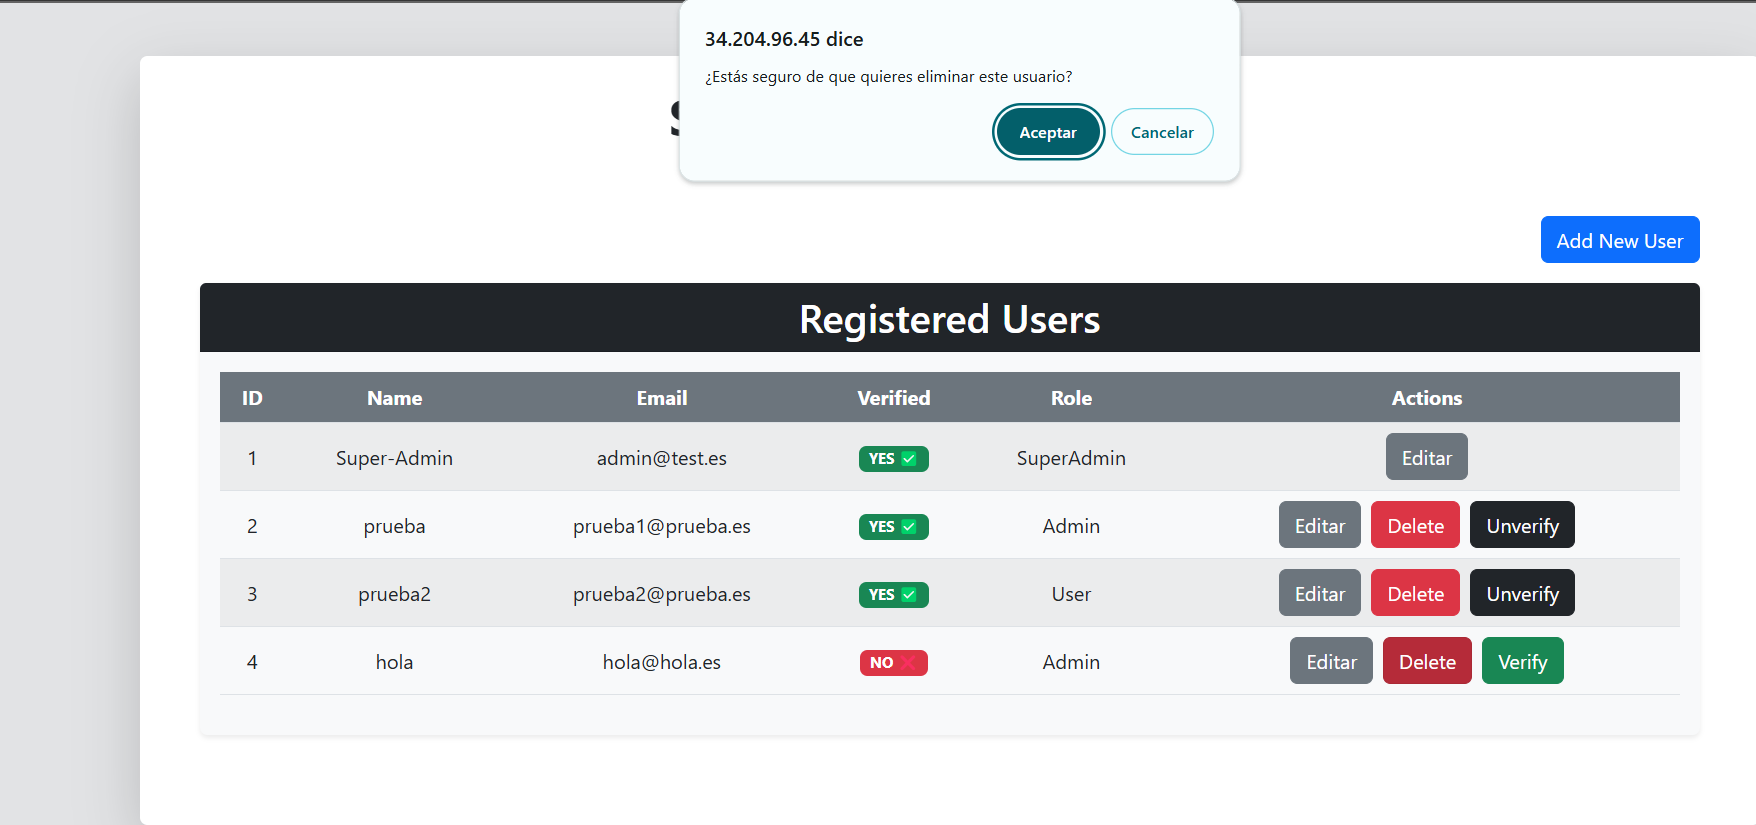 34.204.96.45 dice
¿Estás seguro de que quieres eliminar este usuario?
Aceptar Cancelar
Add New User
Registered Users
ID Name Email Verified Role Actions
1 Super-Admin admin@test.es YES ✅ SuperAdmin Editar
2 prueba prueba1@prueba.es YES ✅ Admin Editar Delete Unverify
3 prueba2 prueba2@prueba.es YES ✅ User Editar Delete Unverify
4 hola hola@hola.es NO ❌ Admin Editar Delete Verify